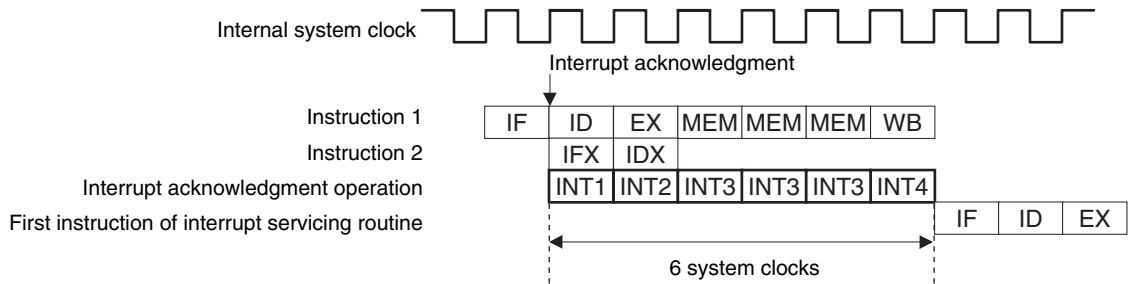 Internal system clock
Interrupt acknowledgment
Instruction 1 IF ID EX MEM MEM MEM WB
Instruction 2 IFX IDX
Interrupt acknowledgment operation INT1 INT2 INT3 INT3 INT3 INT4
First instruction of interrupt servicing routine IF ID EX
6 system clocks